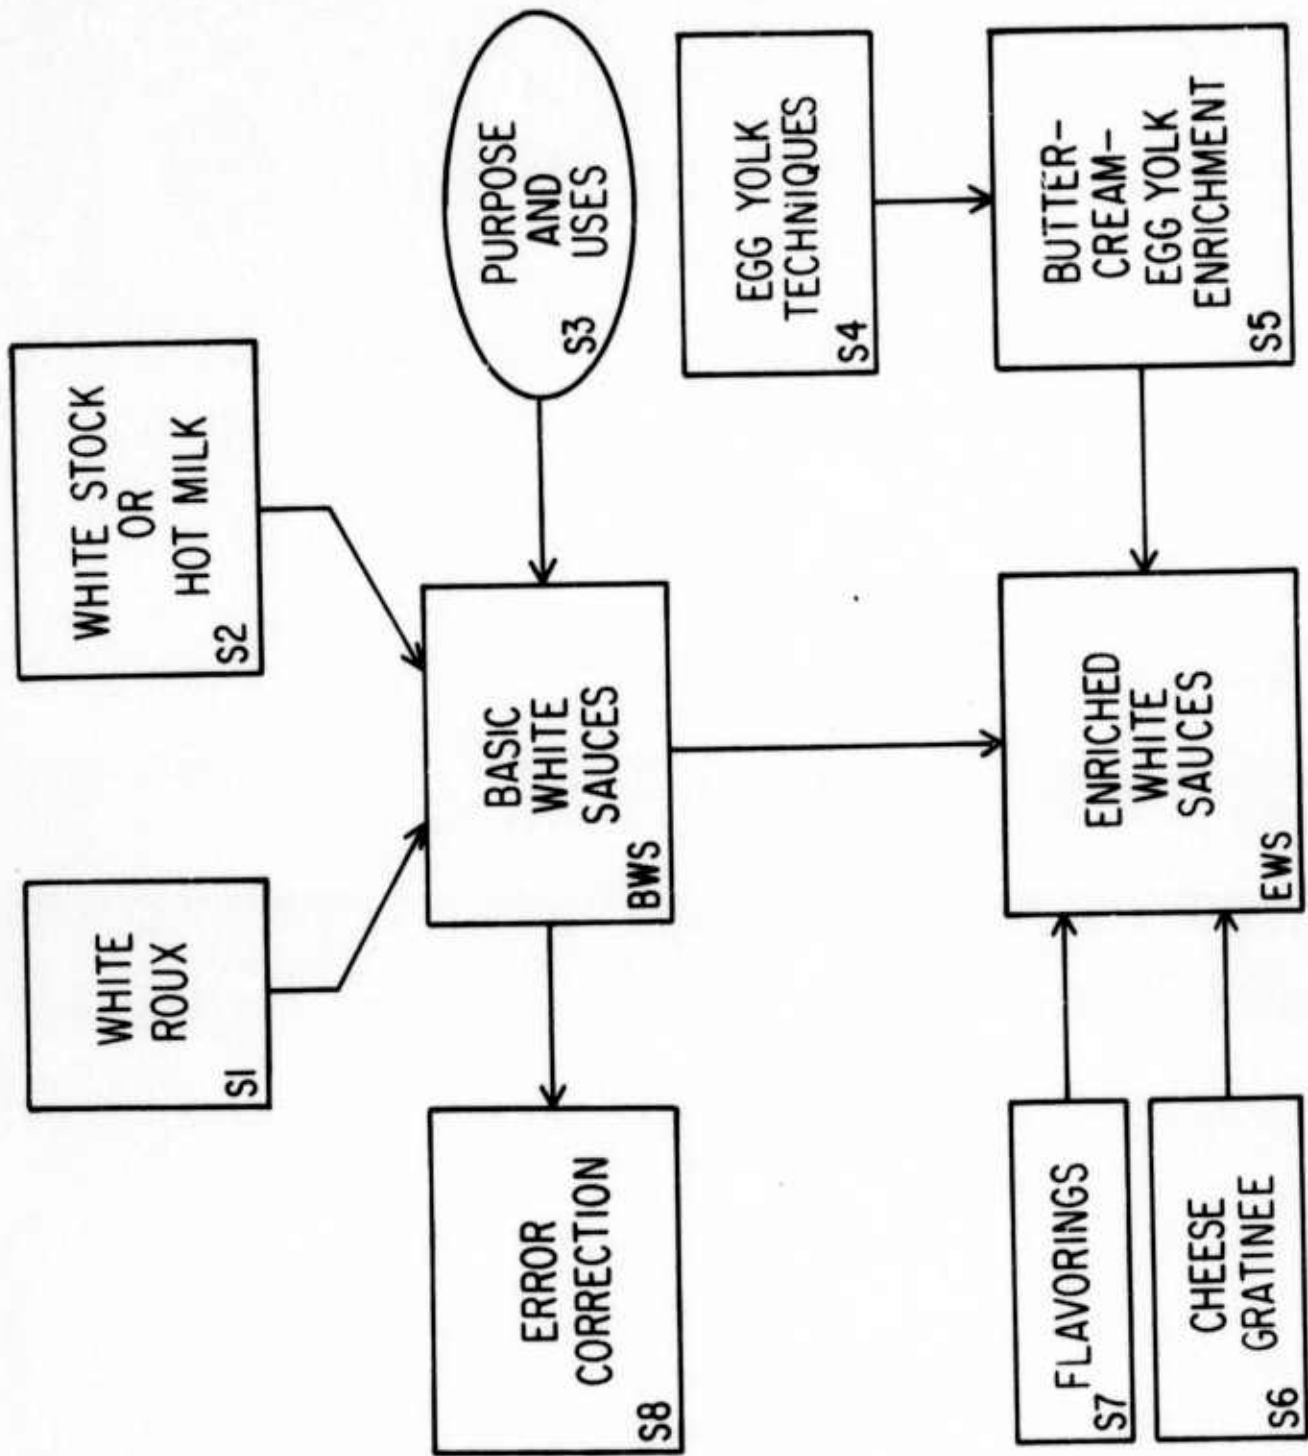 WHITE
ROUX
S1
WHITE STOCK
OR
HOT MILK
S2
ERROR
CORRECTION
S8
BASIC
WHITE
SAUCES
BWS
PURPOSE
AND
USES
S3
EGG YOLK
TECHNIQUES
S4
FLAVORINGS
S7
CHEESE
GRATINEE
S6
ENRICHED
WHITE
SAUCES
EWS
BUTTER-
CREAM-
EGG YOLK
ENRICHMENT
S5